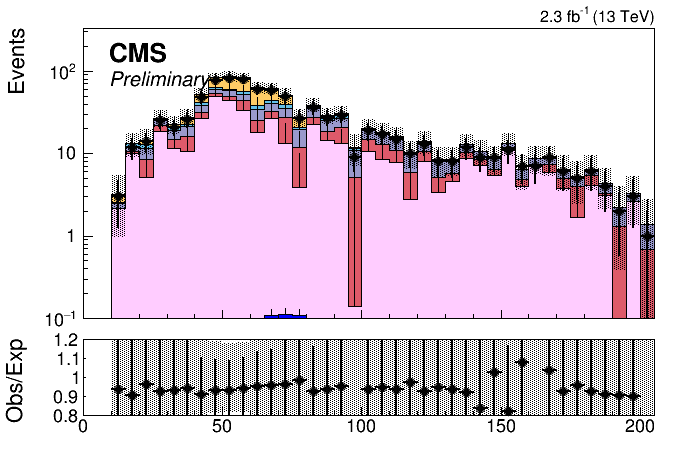 2.3 fb⁻¹ (13 TeV)
Events
CMS
Preliminary
10²
10
1
10⁻¹
Obs/Exp
1.2
1.1
1
0.9
0.8
0 50 100 150 200